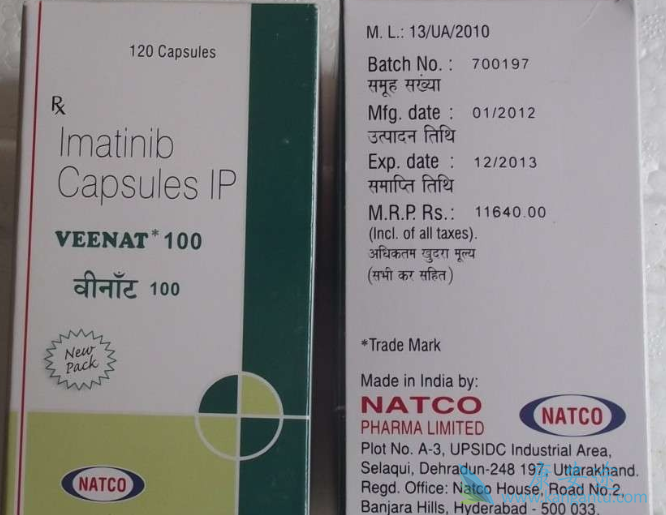 120 Capsules
Rx
Imatinib
Capsules IP
VEENAT* 100
वीनाँट 100
New
Pack
NATCO
M. L.: 13/UA/2010
Batch No. : 700197
समूह सख्या
Mfg. date : 01/2012
उत्पादन तिथि
Exp. date : 12/2013
समाप्ति तिथि
M.R.P. Rs.: 11640.00
(Incl. of all taxes).
अधिकतम खुदरा मूल्य
(सभी कर सहित)
*Trade Mark
Made in India by:
NATCO
PHARMA LIMITED
NATCO
Plot No. A-3, UPSIDC Industrial Area,
Selaqui, Dehradun-248 197, Uttarakhand.
Regd. Office: Natco House, Road No.2,
Banjara Hills, Hyderabad - 500 033.